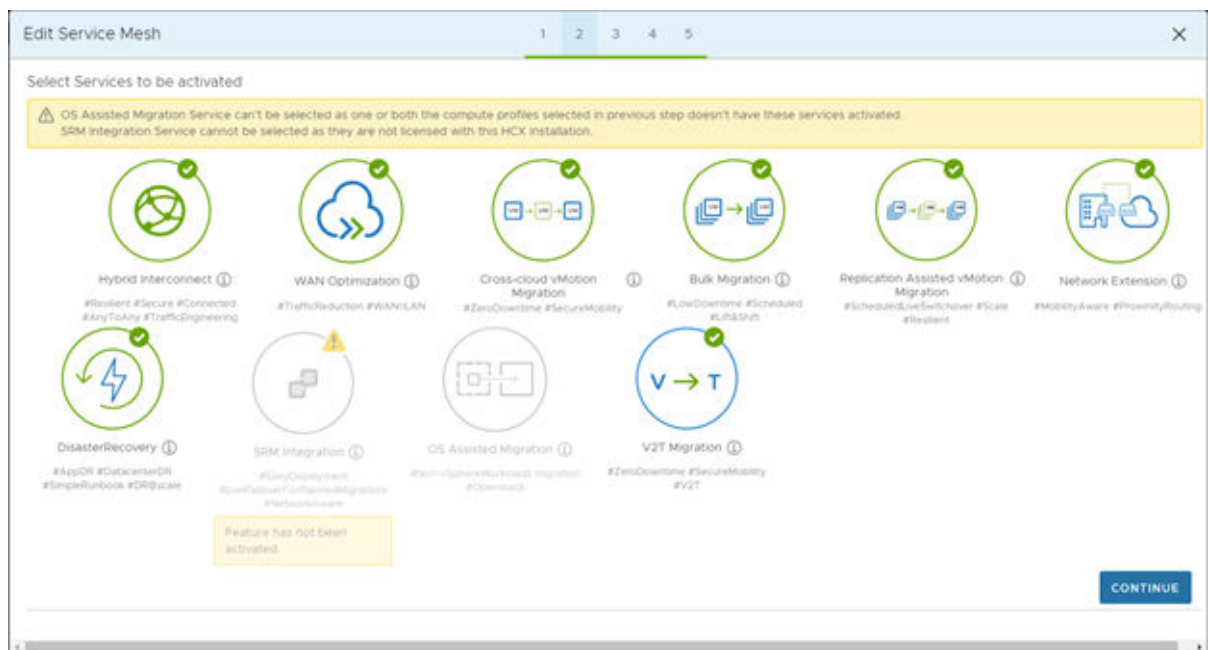 Edit Service Mesh
1 2 3 4 5
Select Services to be activated
OS Assisted Migration Service can't be selected as one or both the compute profiles selected in previous step doesn't have these services activated.
SRM Integration Service cannot be selected as they are not licensed with this HCX installation.
Hybrid Interconnect
#Resilient #Secure #Connected
#AnyToAny #TrafficEngineering
WAN Optimization
#TrafficReduction #WANtoLAN
Cross-cloud vMotion
Migration
#ZeroDowntime #SecureMobility
Bulk Migration
#LowDowntime #Scheduled
#Lift&Shift
Replication Assisted vMotion
Migration
#ScheduledLiveSwitchover #Scale
#Resilient
Network Extension
#MobilityAware #ProximityRouting
DisasterRecovery
#AppDR #DatacenterDR
#SimpleRunbook #DR@scale
SRM Integration
#EasyDeployment
#LiveFailoverForPlannedMigrations
#NetworkAware
Feature has not been
activated.
OS Assisted Migration
#Non-vSphereWorkloads migration
#Openstack
V → T
V2T Migration
#ZeroDowntime #SecureMobility
#V2T
CONTINUE